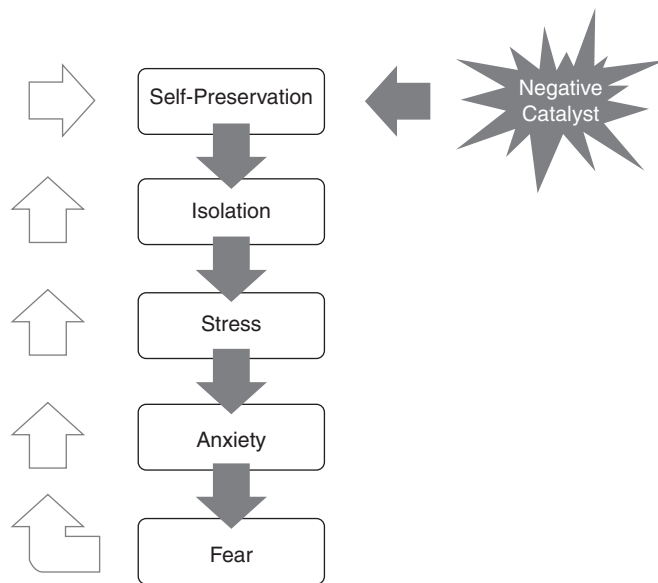 Self-Preservation
Negative
Catalyst
Isolation
Stress
Anxiety
Fear